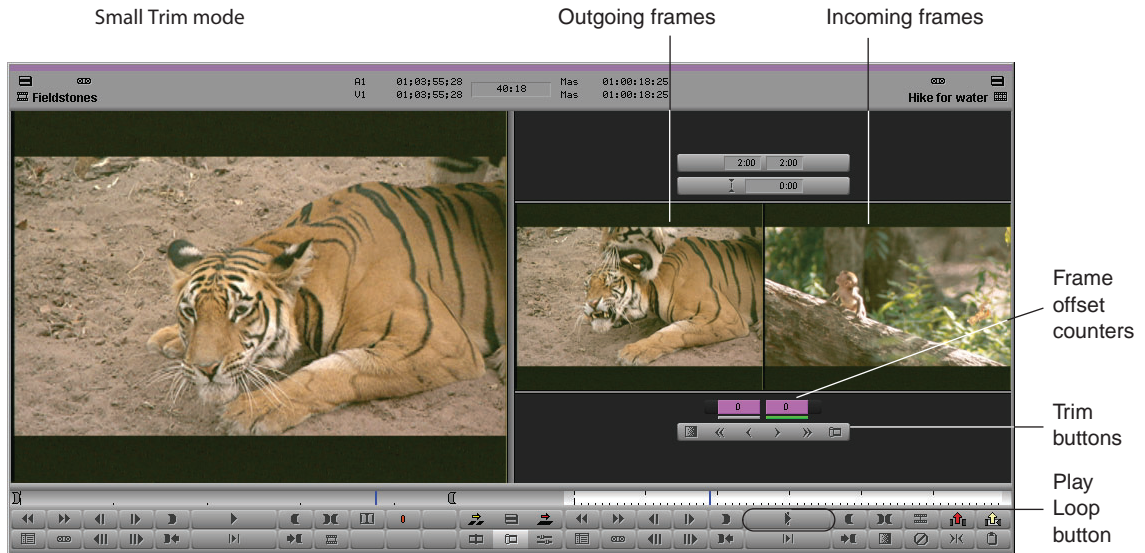 Small Trim mode
Outgoing frames
Incoming frames
Fieldstones
A1 01;03;55;28
V1 01;03;55;28
40:18
Mas 01:00:18:25
Mas 01:00:18:25
Hike for water
2:00 2:00
0:00
Frame
offset
counters
0 0
Trim
buttons
Play
Loop
button
0